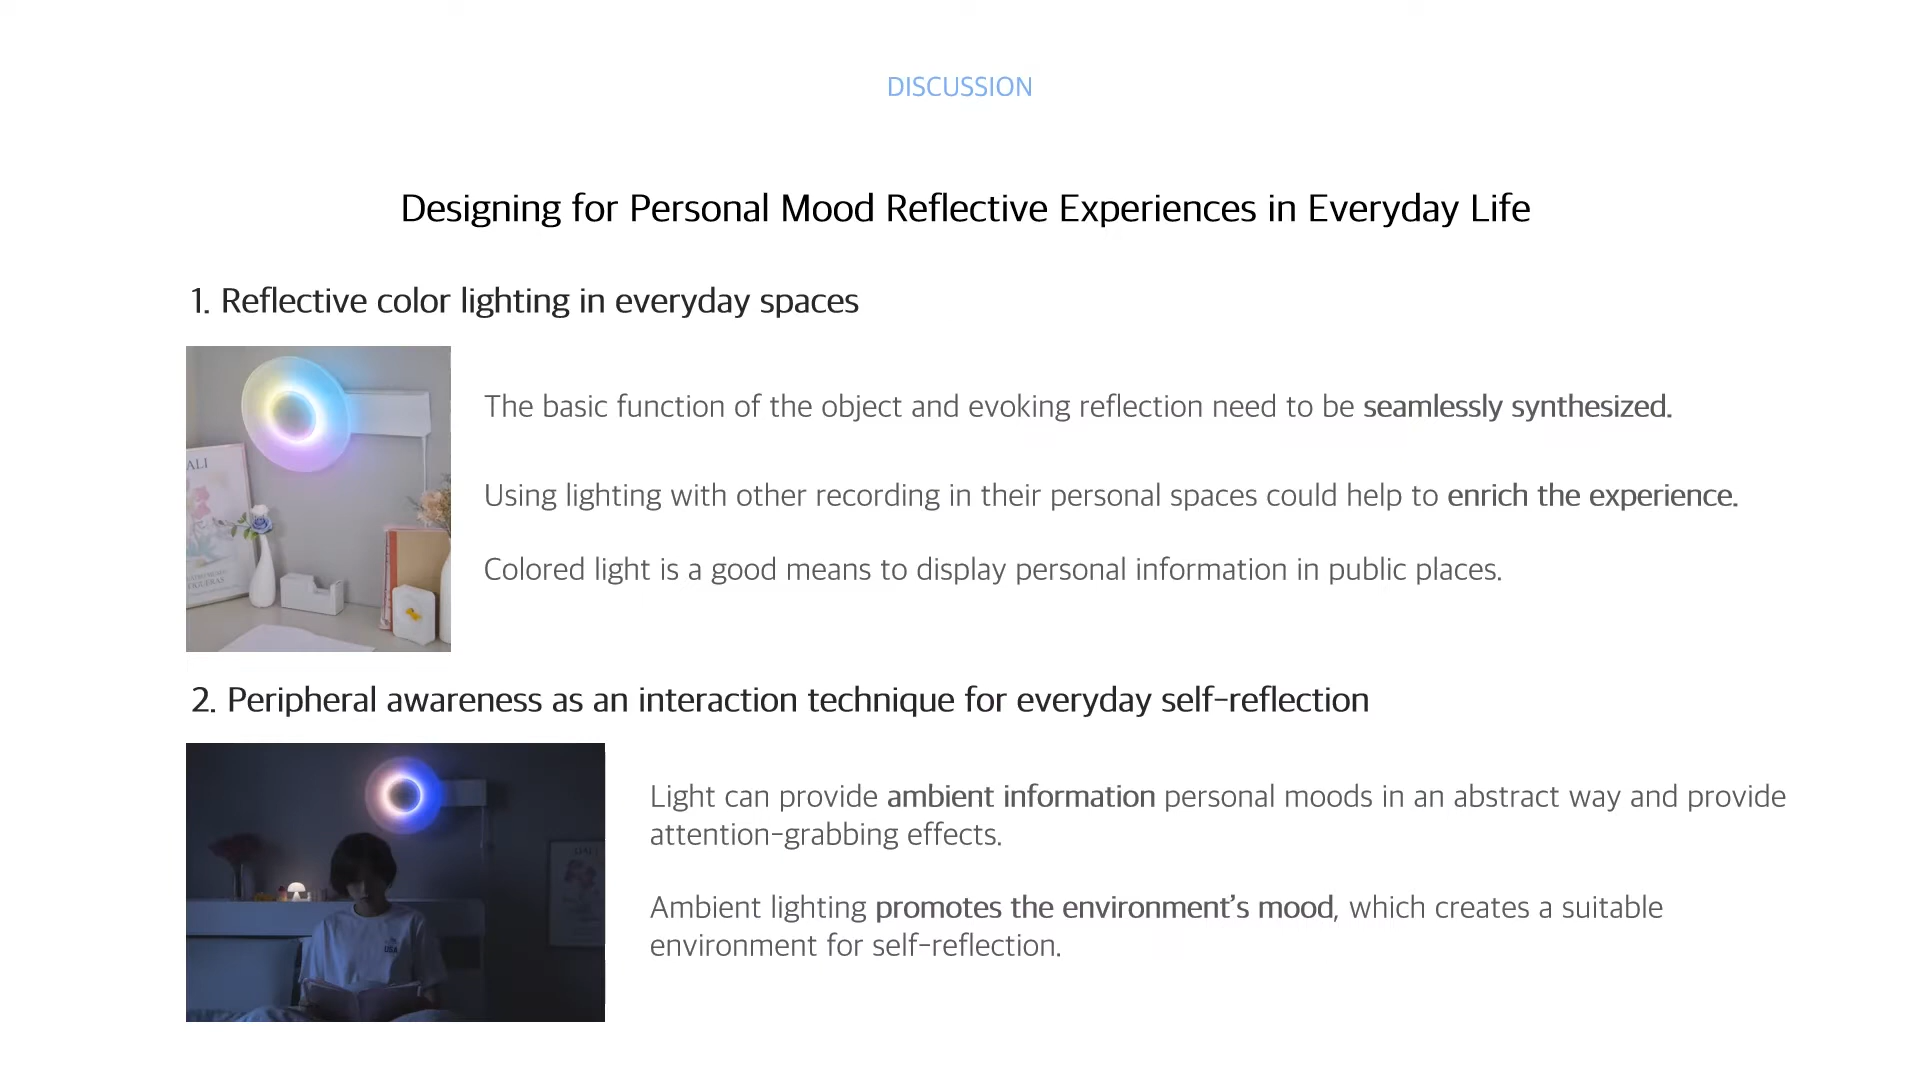 DISCUSSION
Designing for Personal Mood Reflective Experiences in Everyday Life
1. Reflective color lighting in everyday spaces
ALI
The basic function of the object and evoking reflection need to be seamlessly synthesized.
Using lighting with other recording in their personal spaces could help to enrich the experience.
Colored light is a good means to display personal information in public places.
2. Peripheral awareness as an interaction technique for everyday self-reflection
DALI
USA
Light can provide ambient information personal moods in an abstract way and provide
attention-grabbing effects.
Ambient lighting promotes the environment's mood, which creates a suitable
environment for self-reflection.